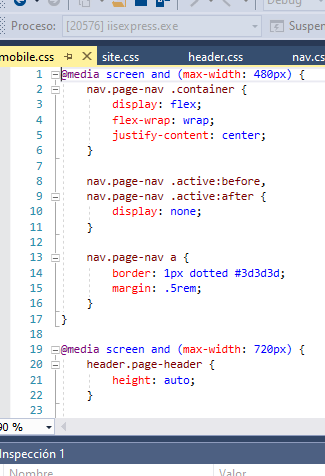 Debug
Proceso: [20576] iisexpress.exe
[Suspen
mobile.css site.css header.css nav.cs
1 @media screen and (max-width: 480px) {
2 nav.page-nav .container {
3 display: flex;
4 flex-wrap: wrap;
5 justify-content: center;
6 }
7
8 nav.page-nav .active:before,
9 nav.page-nav .active:after {
10 display: none;
11 }
12
13 nav.page-nav a {
14 border: 1px dotted #3d3d3d;
15 margin: .5rem;
16 }
17 }
18
19 @media screen and (max-width: 720px) {
20 header.page-header {
21 height: auto;
22 }
23
90 %
Inspección 1
Nombre Valor